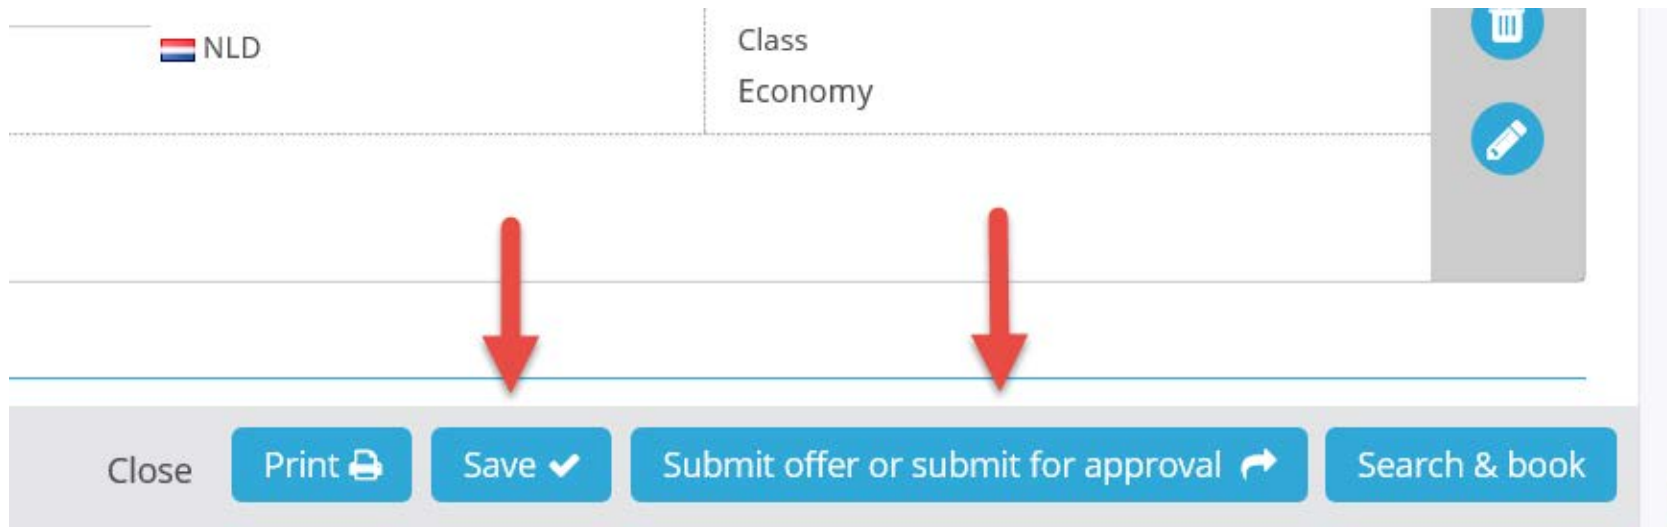 NLD
Class
Economy
Close
Print
Save
Submit offer or submit for approval
Search & book